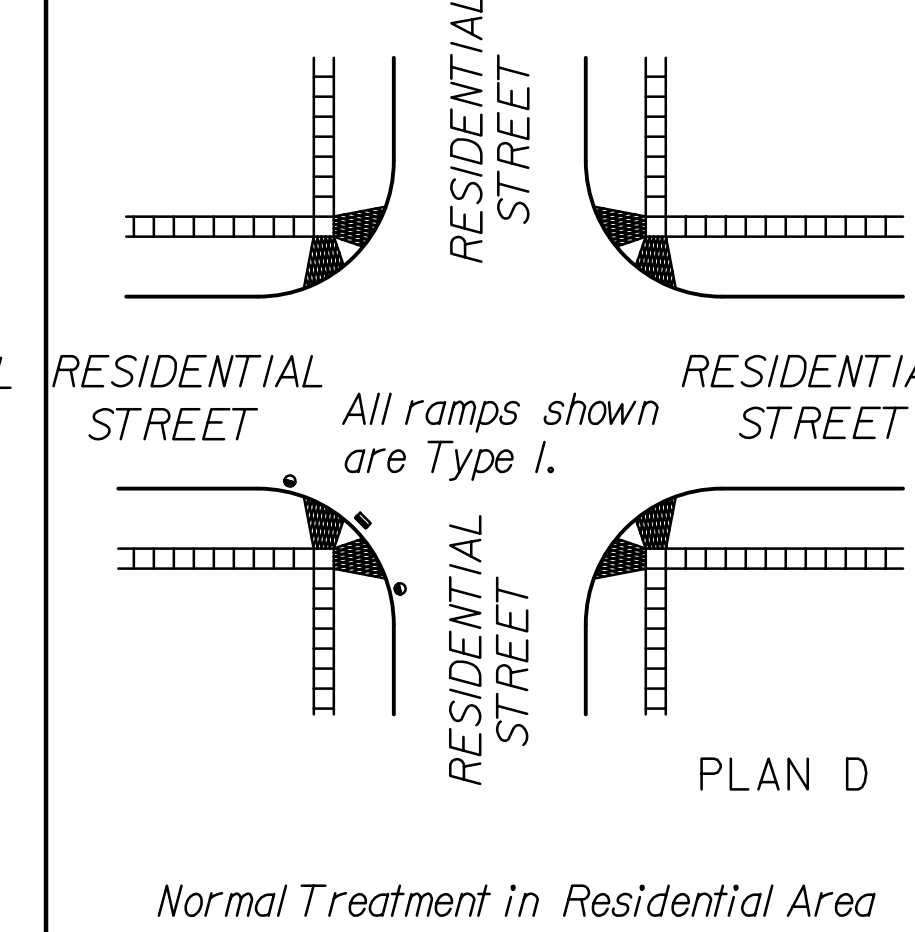 RESIDENTIAL
STREET
L
RESIDENTIAL
STREET
All ramps shown
are Type I.
RESIDENTIA
STREET
RESIDENTIAL
STREET
PLAN D
Normal Treatment in Residential Area